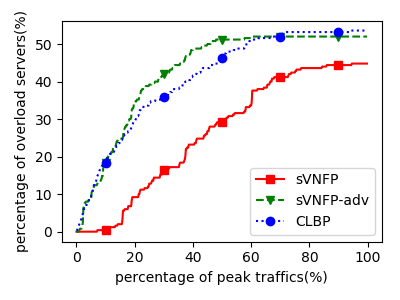 percentage of overload servers(%)
50
40
30
20
10
0
sVNFP
sVNFP-adv
CLBP
0 20 40 60 80 100
percentage of peak traffics(%)